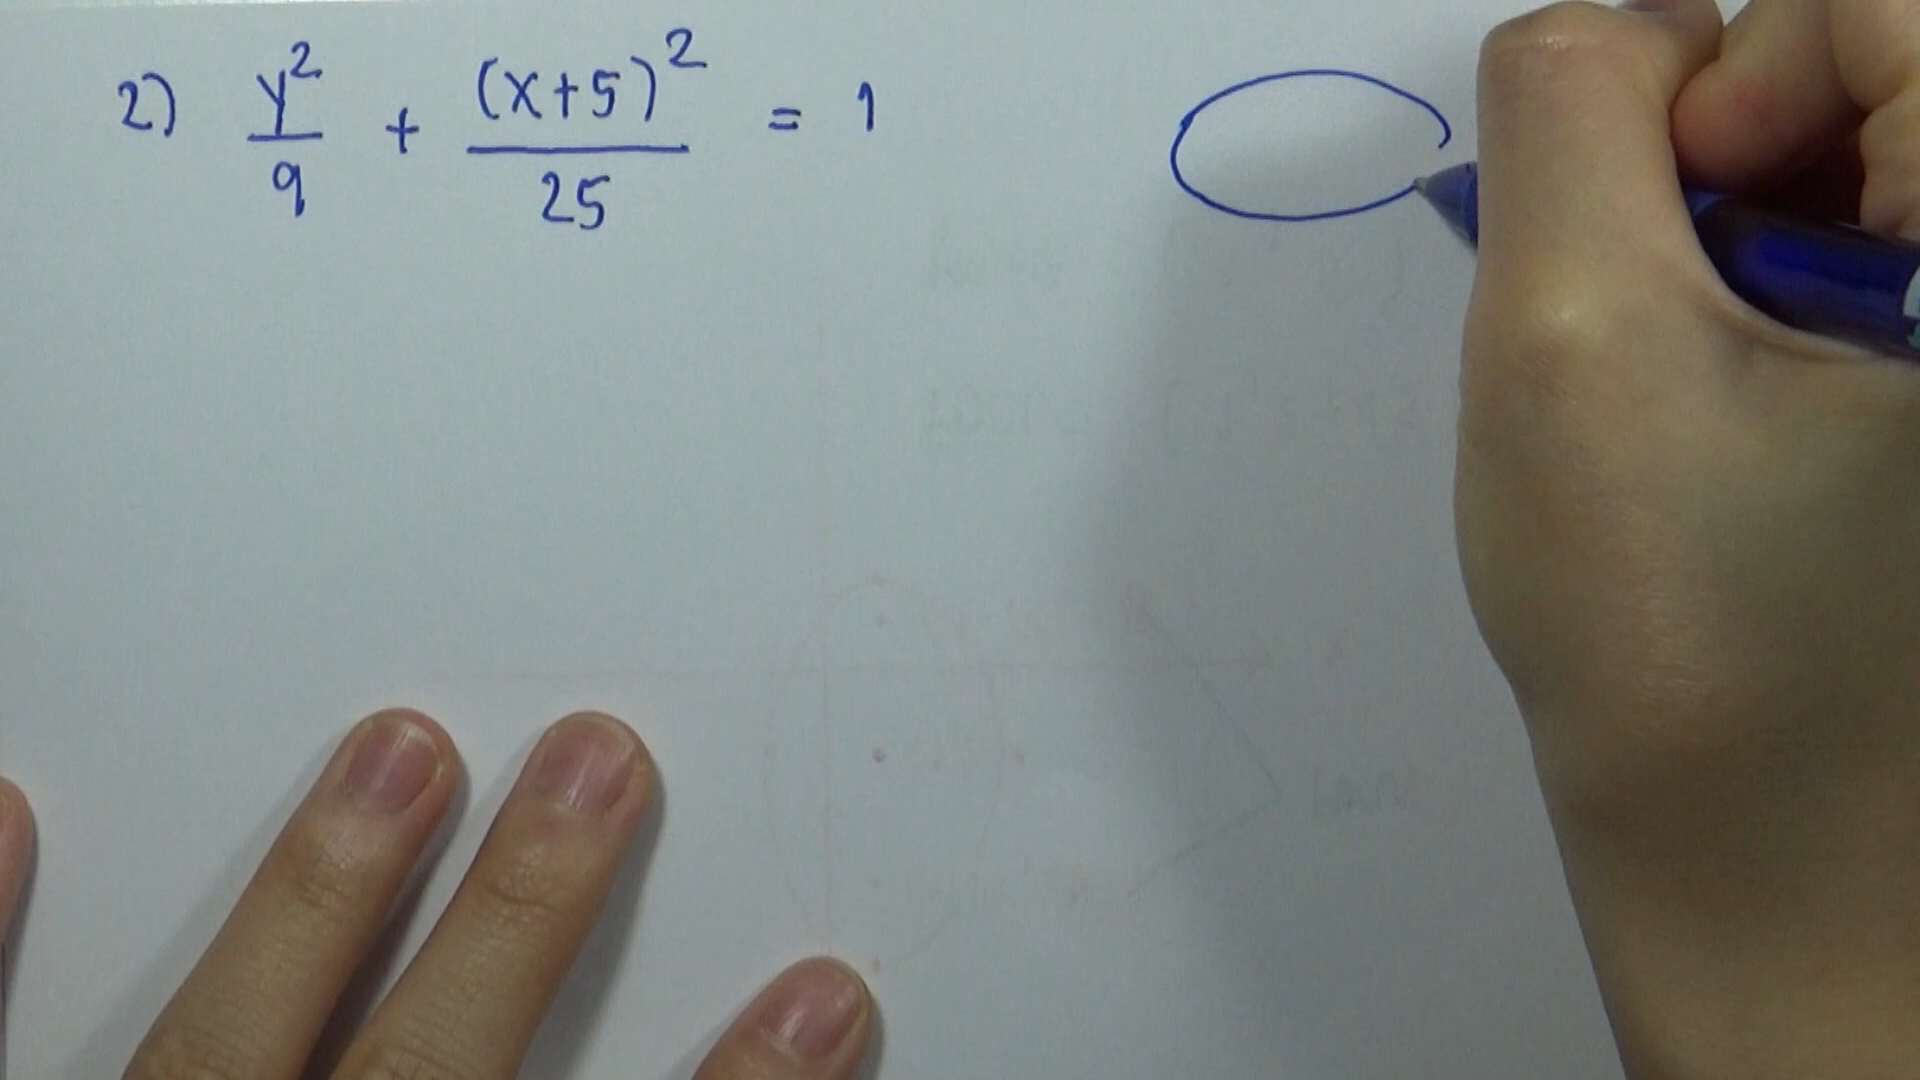 2) y²/9 + (x+5)²/25 = 1